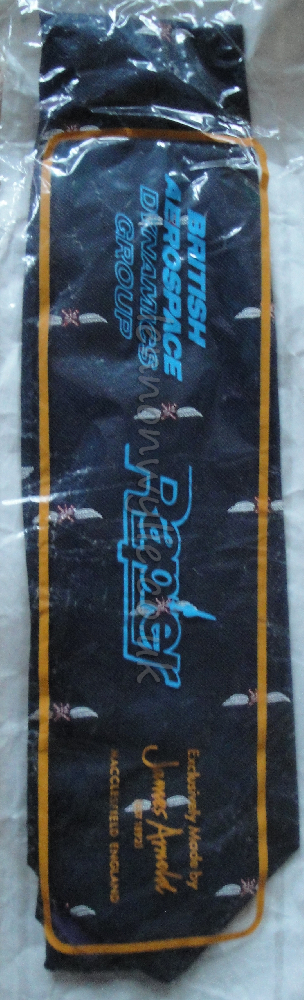 BRITISH
AEROSPACE
DYNAMICS
GROUP
Rapier
Exclusively Made by
James Arnold
MACCLESFIELD ENGLAND